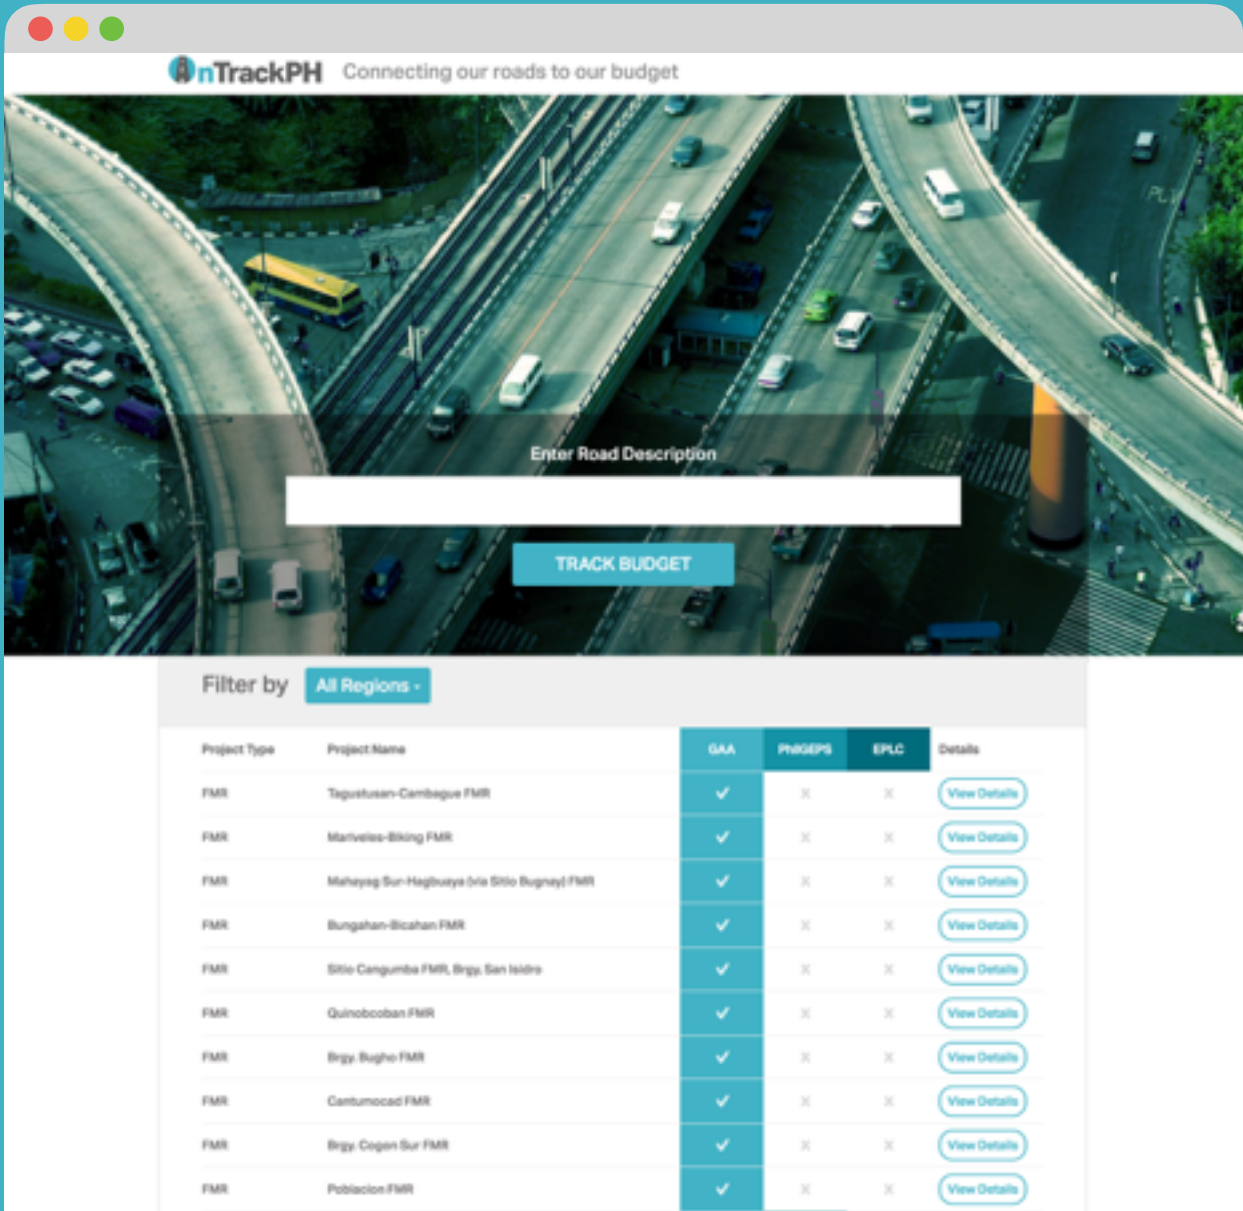 OnTrackPH Connecting our roads to our budget
Enter Road Description
TRACK BUDGET
Filter by All Regions
Project Type Project Name GAA PhilGEPS EPLC Details
FMR Tagustusan-Cambague FMR ✓ X X View Details
FMR Mariveles-Biking FMR ✓ X X View Details
FMR Mahayag Sur-Hagbuaya (via Sitio Bugnay) FMR ✓ X X View Details
FMR Bungahan-Bicahan FMR ✓ X X View Details
FMR Sitio Cangumba FMR, Brgy. San Isidro ✓ X X View Details
FMR Quinobcoban FMR ✓ X X View Details
FMR Brgy. Bugho FMR ✓ X X View Details
FMR Cantumocad FMR ✓ X X View Details
FMR Brgy. Cogon Sur FMR ✓ X X View Details
FMR Poblacion FMR ✓ X X View Details